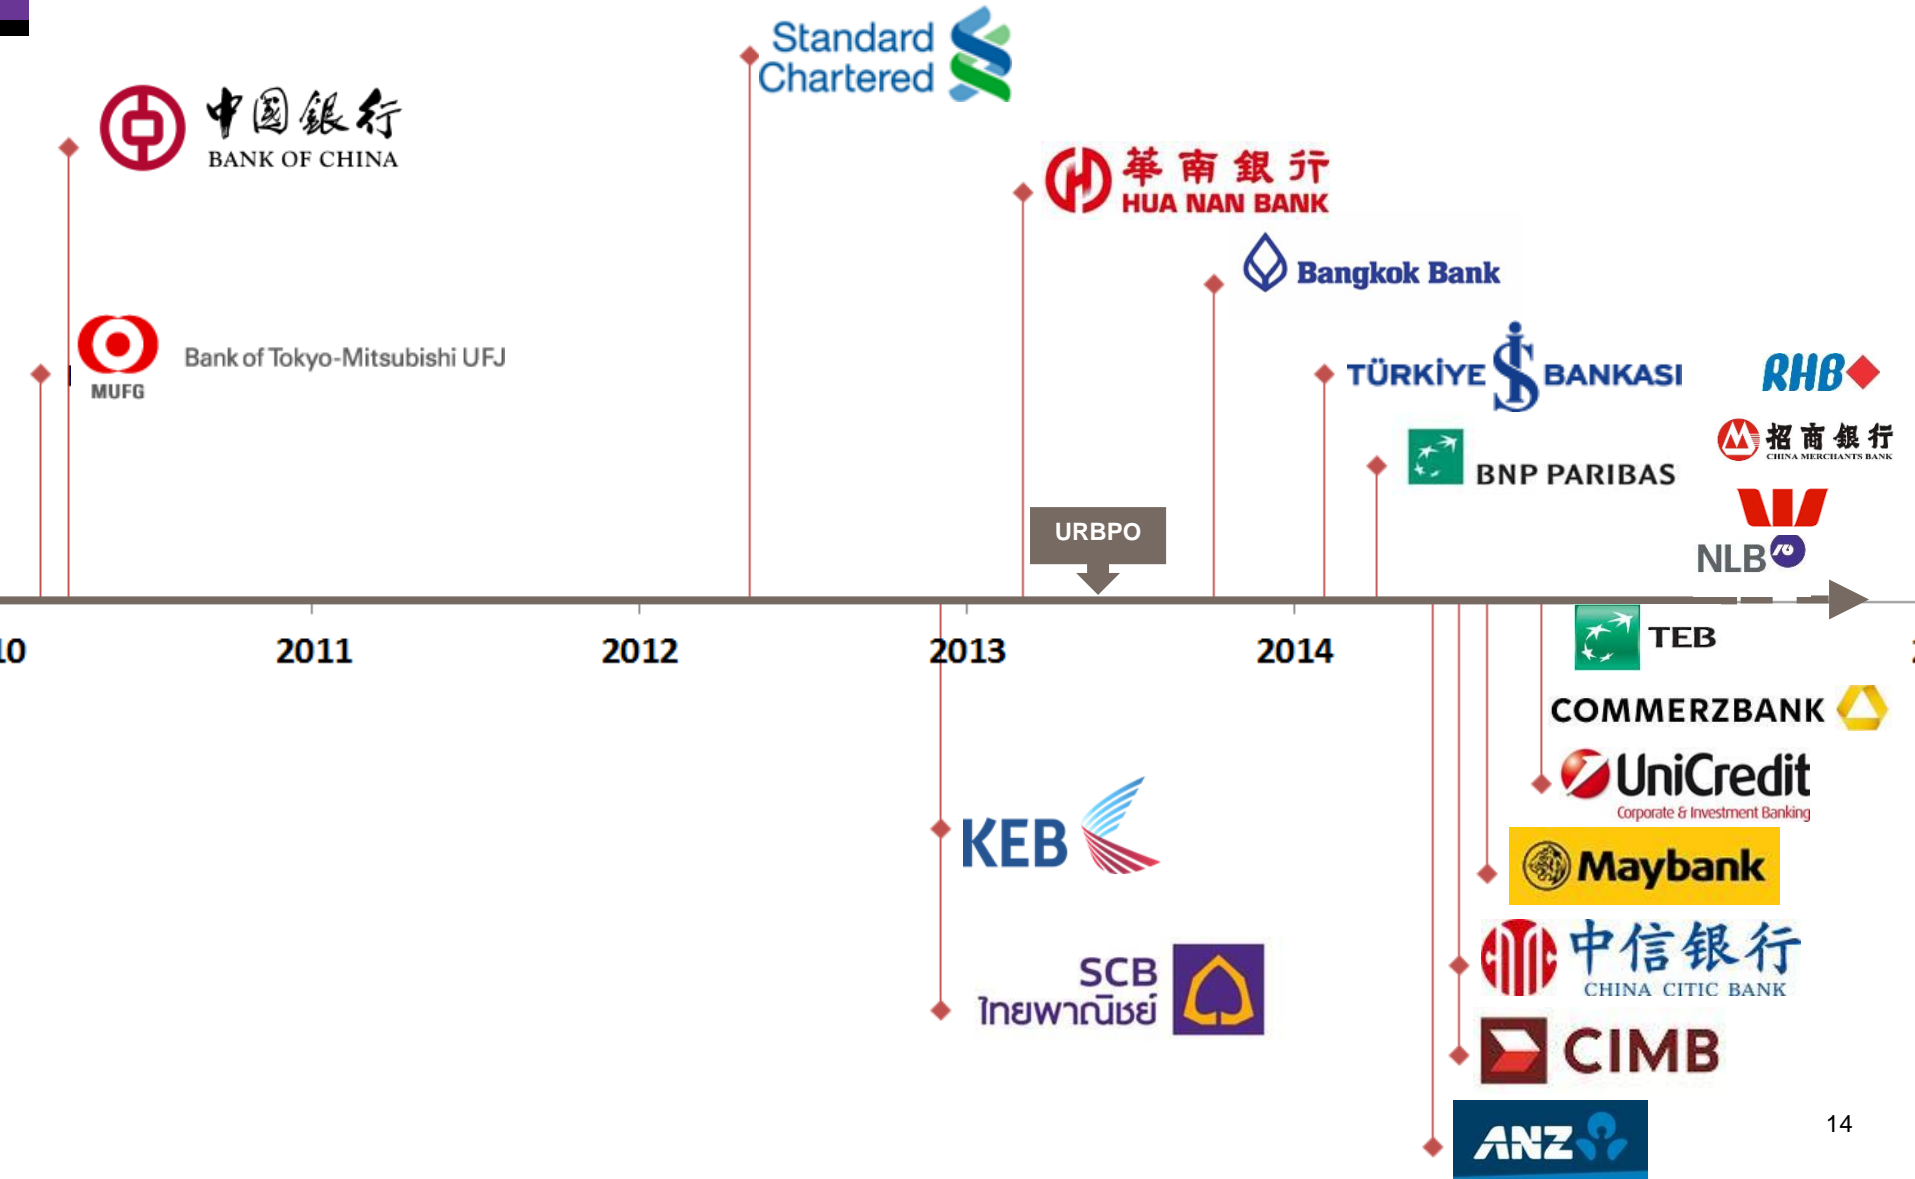 Standard
Chartered
中国銀行
BANK OF CHINA
華南銀行
HUA NAN BANK
Bangkok Bank
MUFG
Bank of Tokyo-Mitsubishi UFJ
TÜRKİYE İŞ BANKASI
RHB
招商銀行
CHINA MERCHANTS BANK
BNP PARIBAS
URBPO
NLB
10
2011
2012
2013
2014
TEB
COMMERZBANK
UniCredit
Corporate & Investment Banking
KEB
Maybank
中信银行
CHINA CITIC BANK
SCB
ไทยพาณิชย์
CIMB
ANZ
14